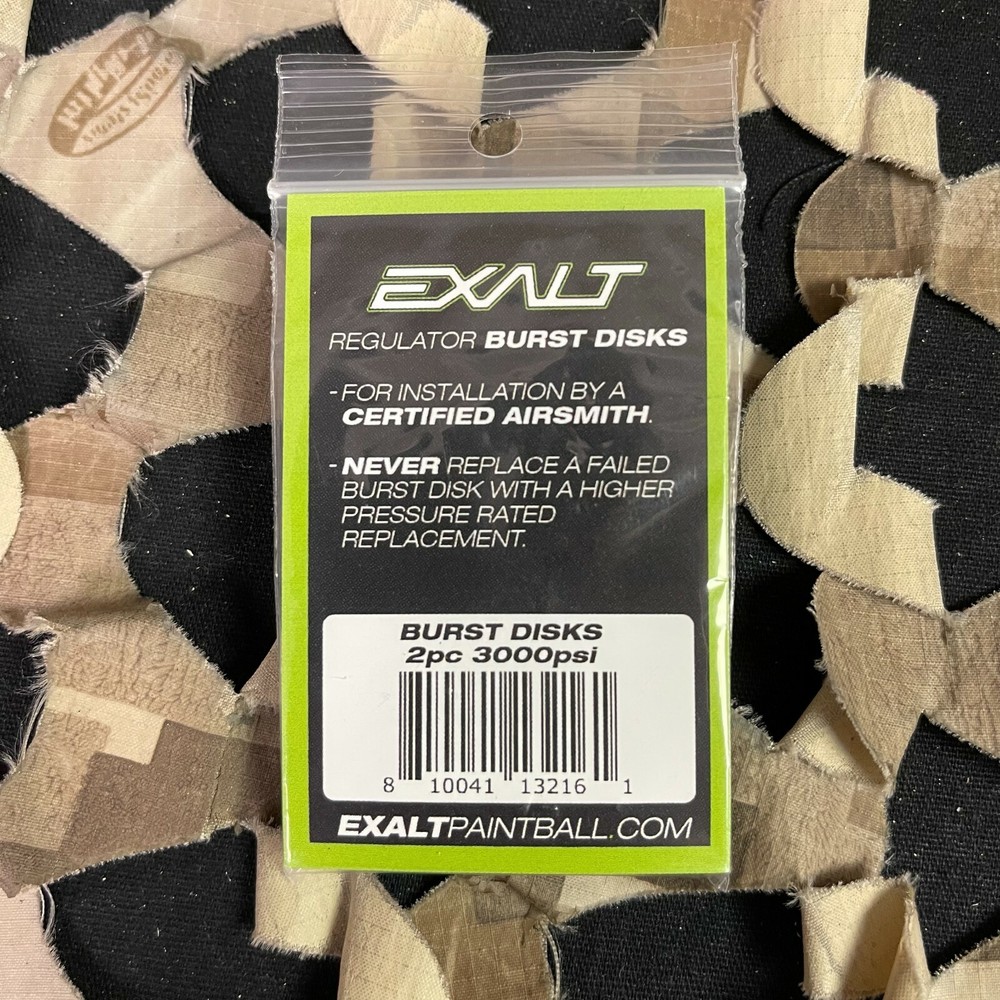 EXALT
REGULATOR BURST DISKS
- FOR INSTALLATION BY A
CERTIFIED AIRSMITH.
- NEVER REPLACE A FAILED
BURST DISK WITH A HIGHER
PRESSURE RATED
REPLACEMENT.
BURST DISKS
2pc 3000psi
8 10041 13216 1
EXALTPAINTBALL.COM